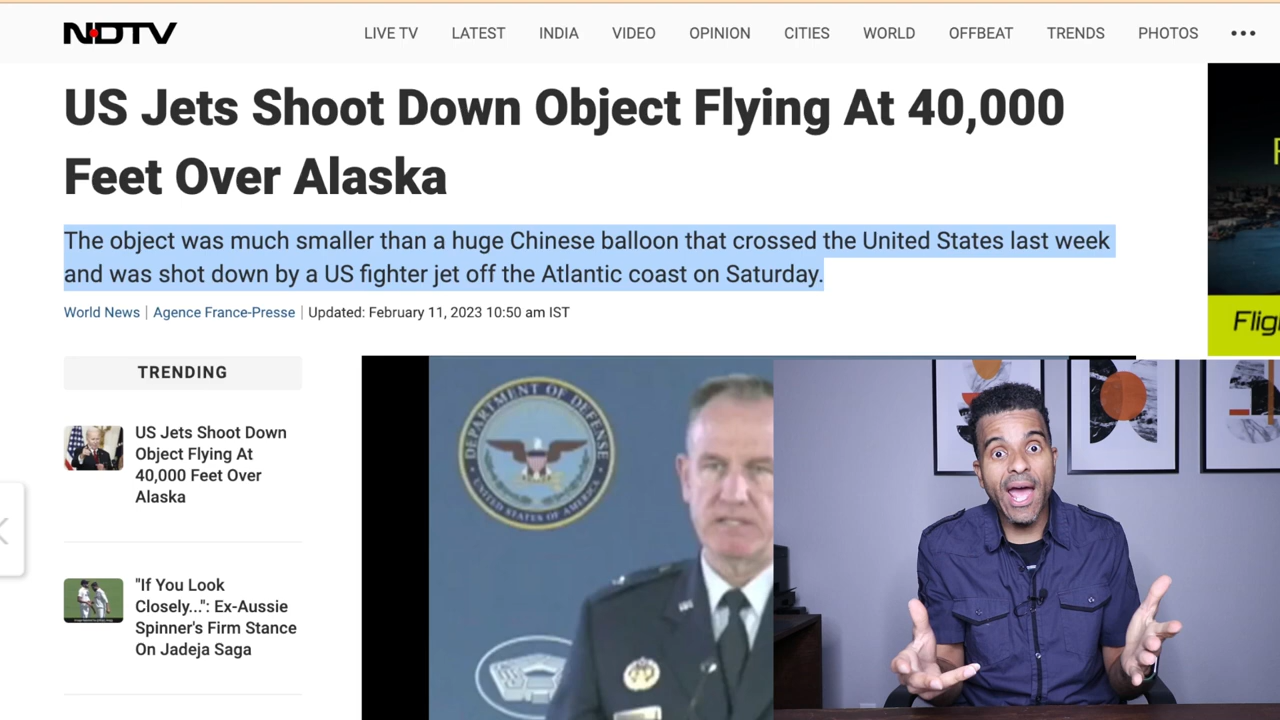 NDTV
LIVE TV LATEST INDIA VIDEO OPINION CITIES WORLD OFFBEAT TRENDS PHOTOS
US Jets Shoot Down Object Flying At 40,000
Feet Over Alaska
The object was much smaller than a huge Chinese balloon that crossed the United States last week
and was shot down by a US fighter jet off the Atlantic coast on Saturday.
World News | Agence France-Presse | Updated: February 11, 2023 10:50 am IST
TRENDING
US Jets Shoot Down
Object Flying At
40,000 Feet Over
Alaska
"If You Look
Closely...": Ex-Aussie
Spinner's Firm Stance
On Jadeja Saga
DEPARTMENT OF DEFENSE
UNITED STATES OF AMERICA